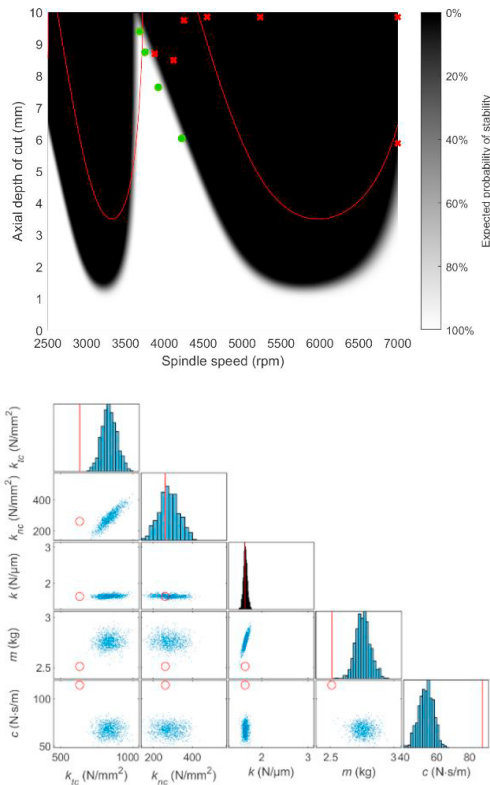 10
9
8
7
6
5
4
3
2
1
0
Axial depth of cut (mm)
2500 3000 3500 4000 4500 5000 5500 6000 6500 7000
Spindle speed (rpm)
0%
20%
40%
60%
80%
100%
Expected probability of stability
k_tc (N/mm²)
k_nc (N/mm²)
400
200
k (N/μm)
3
2
m (kg)
3
2.5
c (N·s/m)
100
50
500 1000 200 400 2 3 2.5 3 40 60 80
k_tc (N/mm²) k_nc (N/mm²) k (N/μm) m (kg) c (N·s/m)